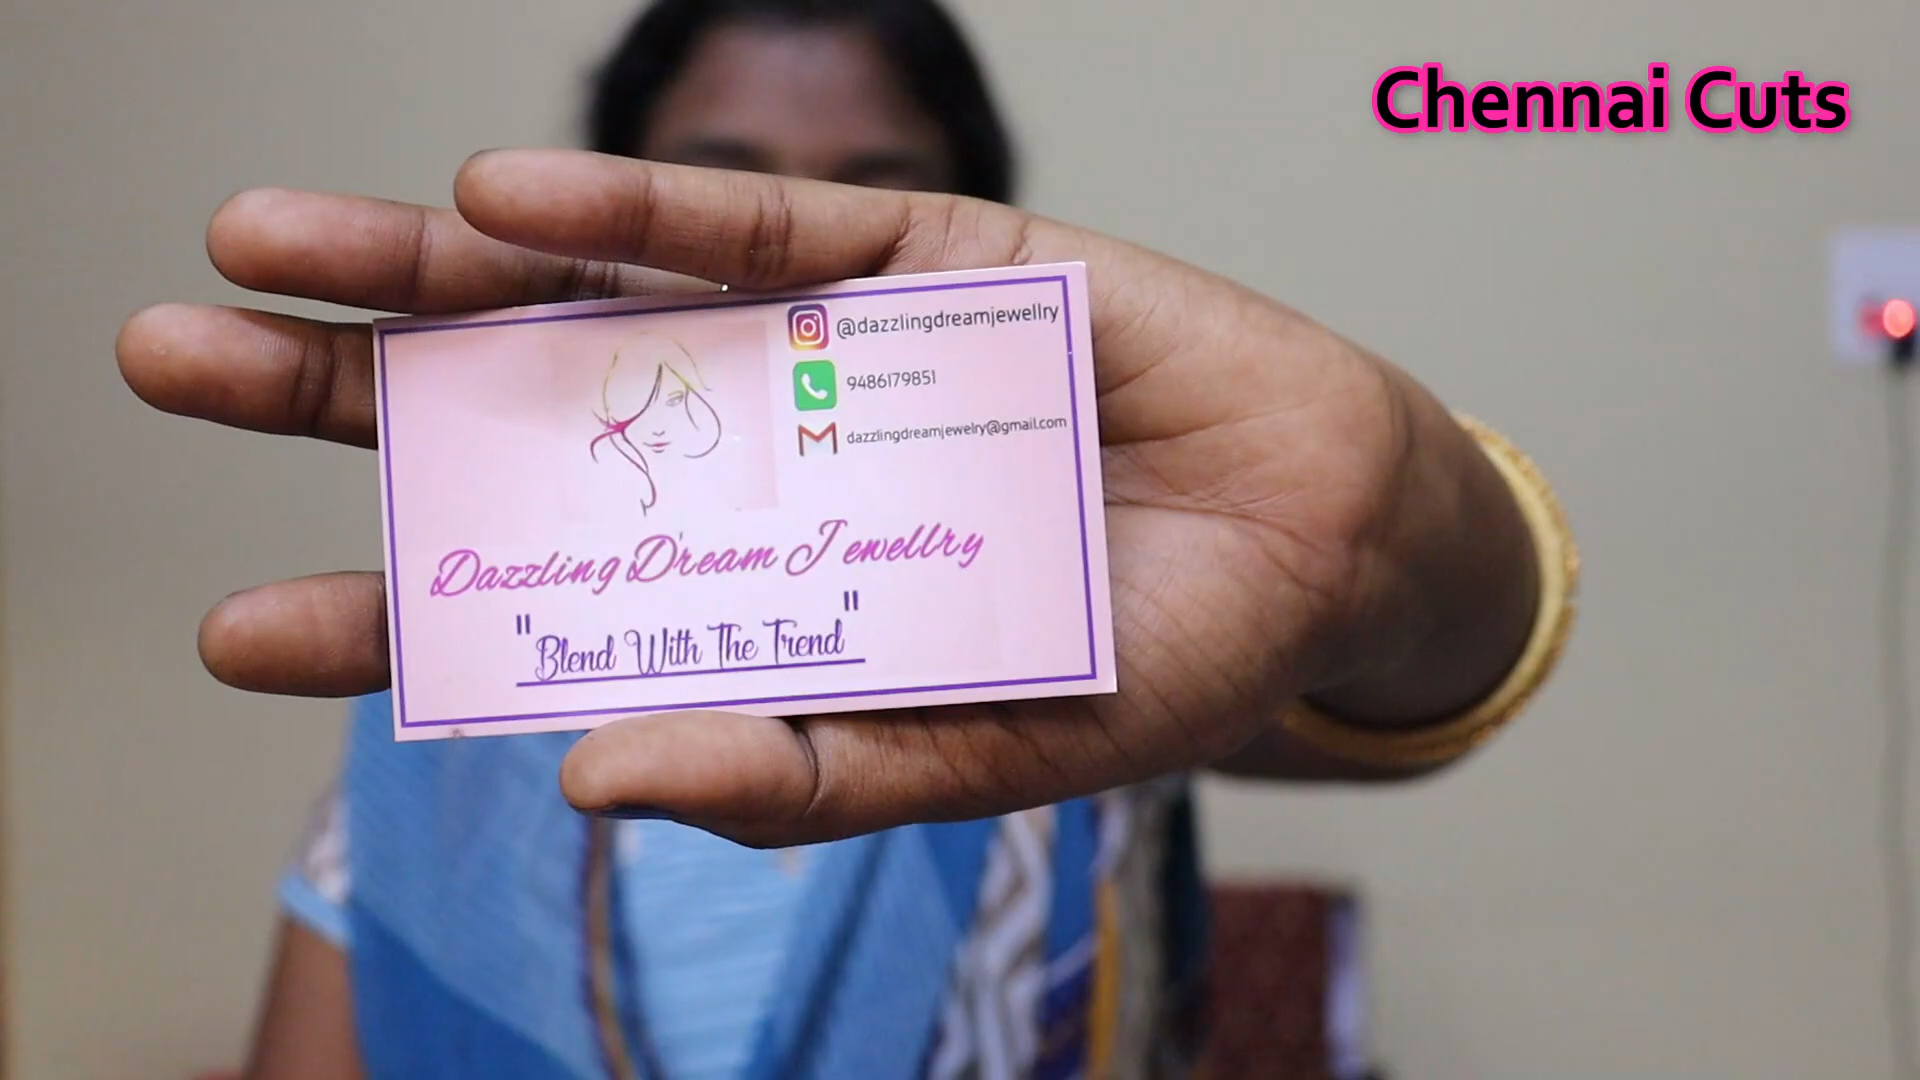 Chennai Cuts
@dazzlingdreamjewellry
9486179851
dazzlingdreamjewelry@gmail.com
Dazzling Dream Jewellry
"Blend With The Trend"